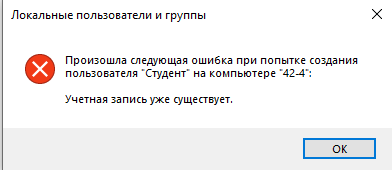 Локальные пользователи и группы
Произошла следующая ошибка при попытке создания
пользователя "Студент" на компьютере "42-4":
Учетная запись уже существует.
ОК